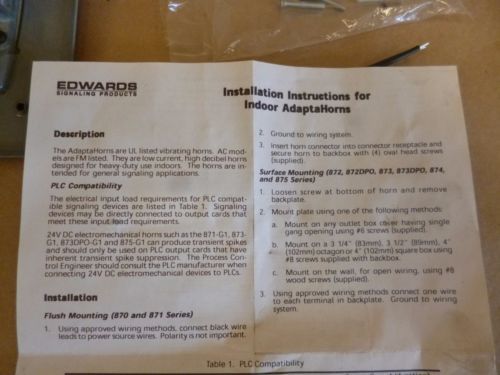 EDWARDS
SIGNALING PRODUCTS
Installation Instructions for
Indoor AdaptaHorns
Description
The AdaptaHorns are UL listed vibrating horns. AC mod-
els are FM listed. They are low current, high decibel horns
designed for heavy-duty use indoors. The horns are in-
tended for general signaling applications.
PLC Compatibility
The electrical input load requirements for PLC compat-
ible signaling devices are listed in Table 1. Signaling
devices may be directly connected to output cards that
meet these input load requirements.
24V DC electromechanical horns such as the 871-G1, 873-
G1, 873DPO-G1 and 875-G1 can produce transient spikes
and should only be used on PLC output cards that have
inherent transient spike suppression. The Process Con-
trol Engineer should consult the PLC manufacturer when
connecting 24V DC electromechanical devices to PLCs.
Installation
Flush Mounting (870 and 871 Series)
1. Using approved wiring methods, connect black wire
leads to power source wires. Polarity is not important.
2. Ground to wiring system.
3. Insert horn connector into connector receptacle and
secure horn to backbox with (4) oval head screws
(supplied).
Surface Mounting (872, 872DPO, 873, 873DPO, 874,
and 875 Series)
1. Loosen screw at bottom of horn and remove
backplate.
2. Mount plate using one of the following methods:
a. Mount on any outlet box cover having single
gang opening using #6 screws (supplied).
b. Mount on a 3 1/4" (83mm), 3 1/2" (89mm), 4"
(102mm) octagon or 4" (102mm) square box using
#8 screws supplied with backbox.
c. Mount on the wall, for open wiring, using #8
wood screws (supplied).
3. Using approved wiring methods connect one wire
to each terminal in backplate. Ground to wiring
system.
Table 1. PLC Compatibility